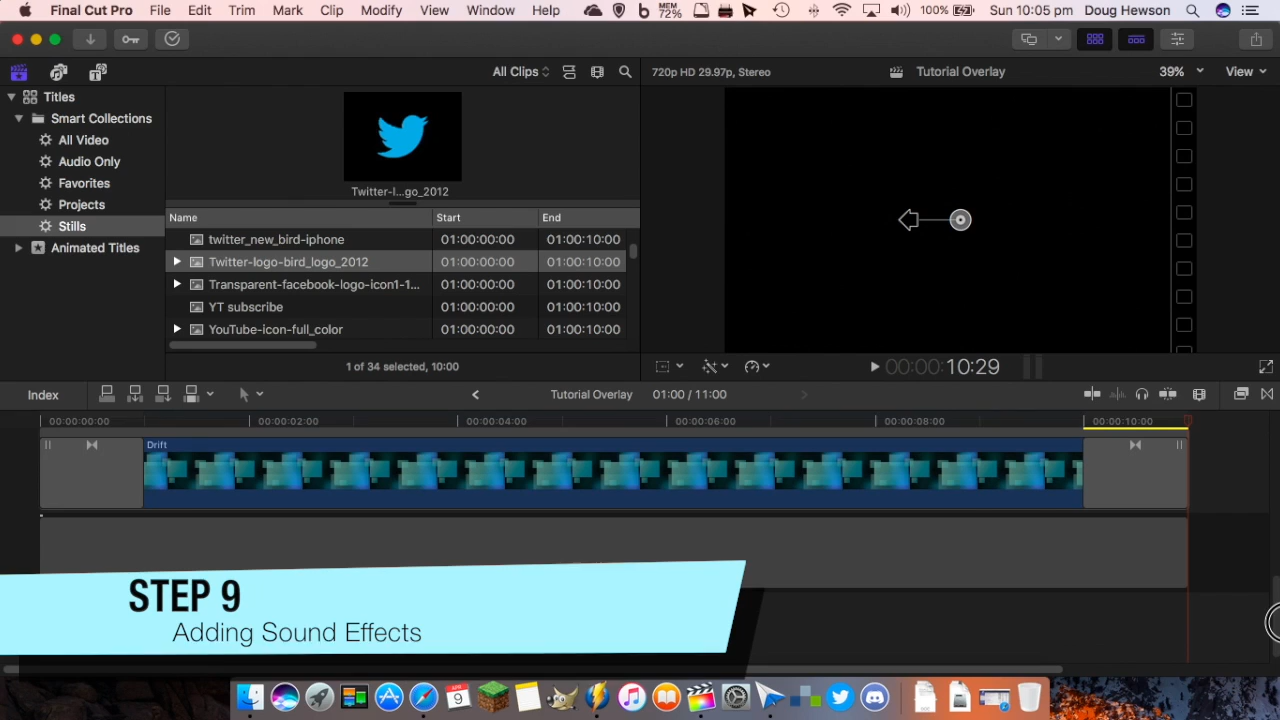 Final Cut Pro File Edit Trim Mark Clip Modify View Window Help MEM 72% 100% Sun 10:05 pm Doug Hewson
All Clips 720p HD 29.97p, Stereo Tutorial Overlay 39% View
Titles
Smart Collections
All Video
Audio Only
Favorites
Projects
Stills
Animated Titles
Twitter-l...go_2012
Name Start End
twitter_new_bird-iphone 01:00:00:00 01:00:10:00
Twitter-logo-bird_logo_2012 01:00:00:00 01:00:10:00
Transparent-facebook-logo-icon1-1... 01:00:00:00 01:00:10:00
YT subscribe 01:00:00:00 01:00:10:00
YouTube-icon-full_color 01:00:00:00 01:00:10:00
1 of 34 selected, 10:00
00:00:10:29
Index Tutorial Overlay 01:00 / 11:00
00:00:00:00 00:00:02:00 00:00:04:00 00:00:06:00 00:00:08:00 00:00:10:00
Drift
STEP 9
Adding Sound Effects
APR
9